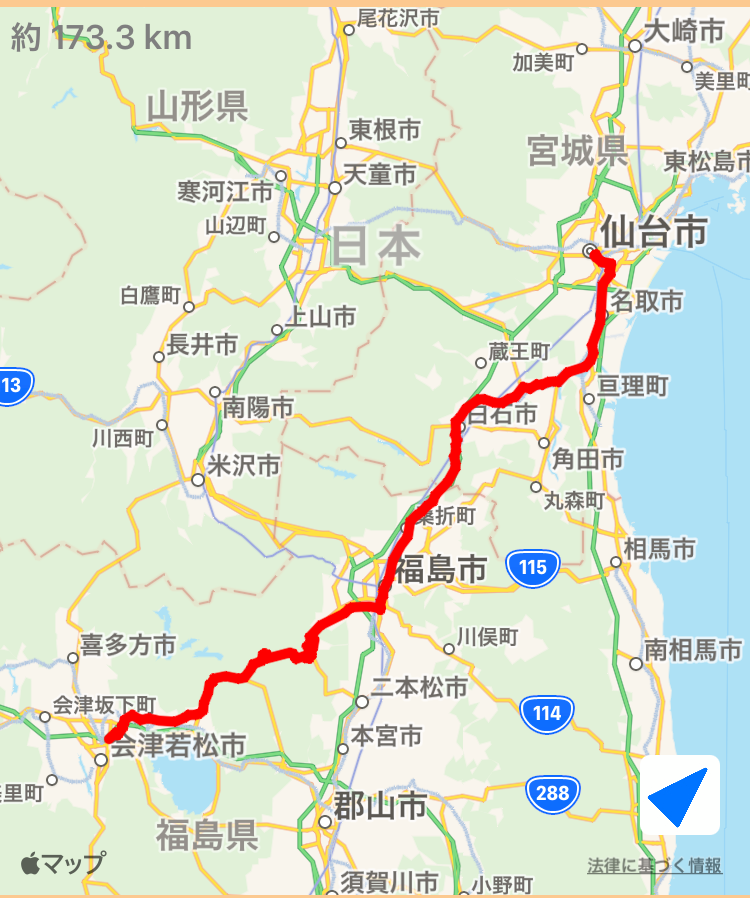 約 173.3 km
尾花沢市
大崎市
加美町
美里町
山形県
東根市
宮城県
東松島市
寒河江市
天童市
山辺町
日本
仙台市
白鷹町
名取市
上山市
長井市
蔵王町
13
亘理町
南陽市
白石市
川西町
角田市
米沢市
丸森町
桑折町
相馬市
福島市
115
川俣町
喜多方市
南相馬市
二本松市
会津坂下町
114
会津若松市
本宮市
288
郡山市
福島県
マップ
法律に基づく情報
須賀川市
小野町